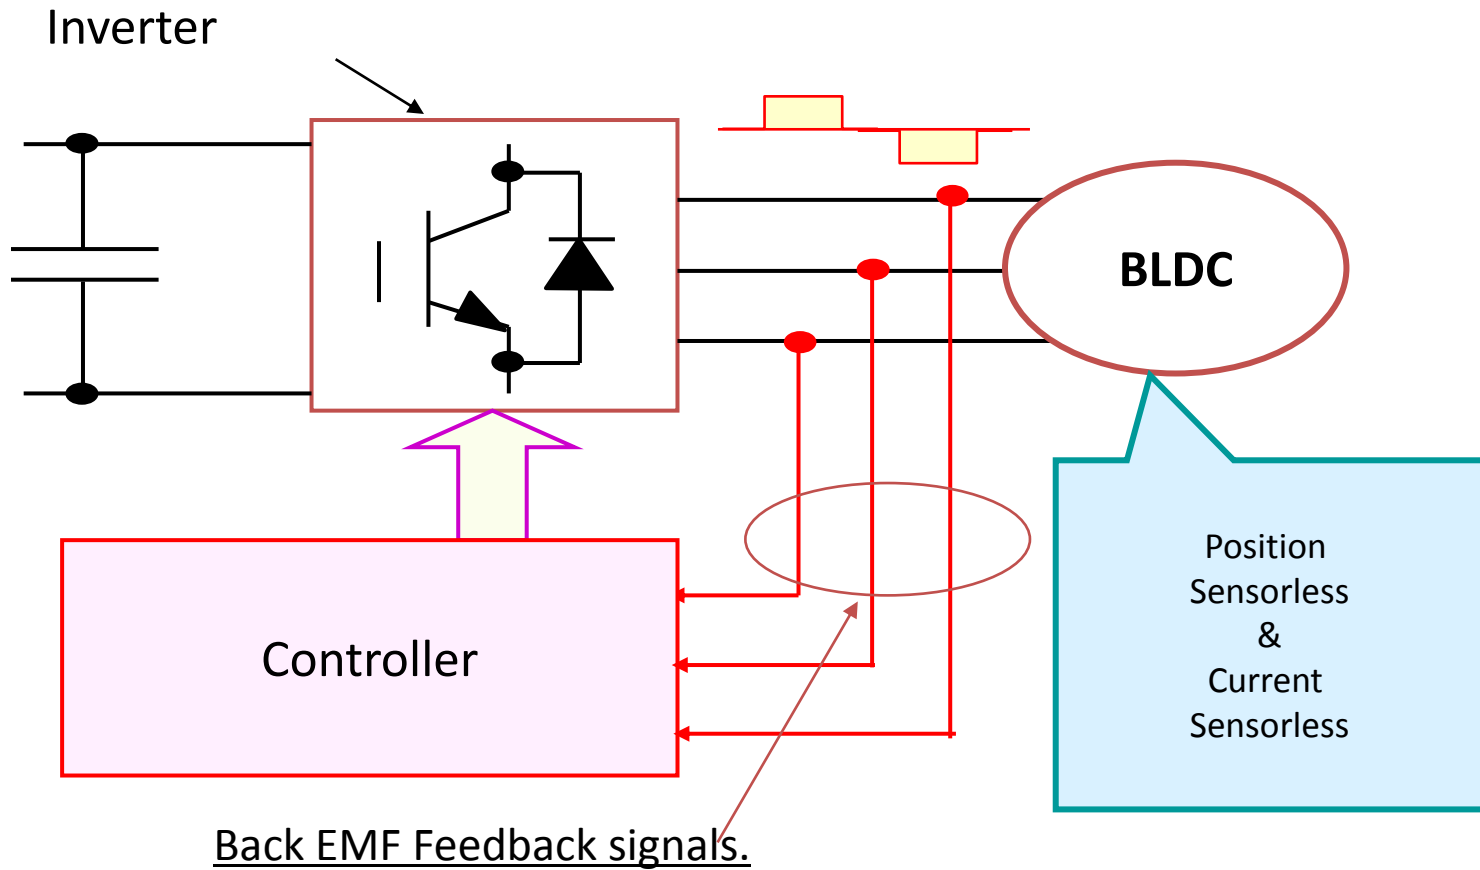 Inverter
BLDC
Position
Sensorless
&
Current
Sensorless
Controller
Back EMF Feedback signals.